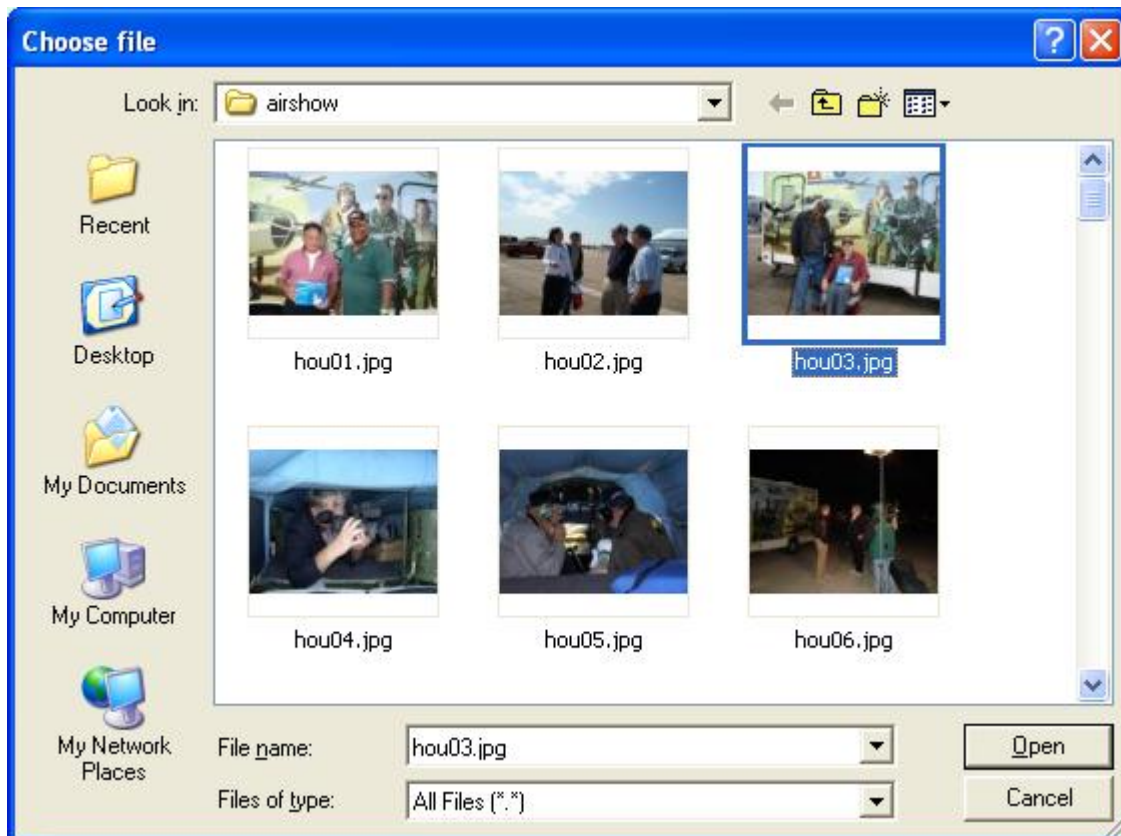 Choose file
Look in:
airshow
Recent
Desktop
My Documents
My Computer
My Network
Places
hou01.jpg
hou02.jpg
hou03.jpg
hou04.jpg
hou05.jpg
hou06.jpg
File name:
hou03.jpg
Open
Files of type:
All Files (*.*)
Cancel